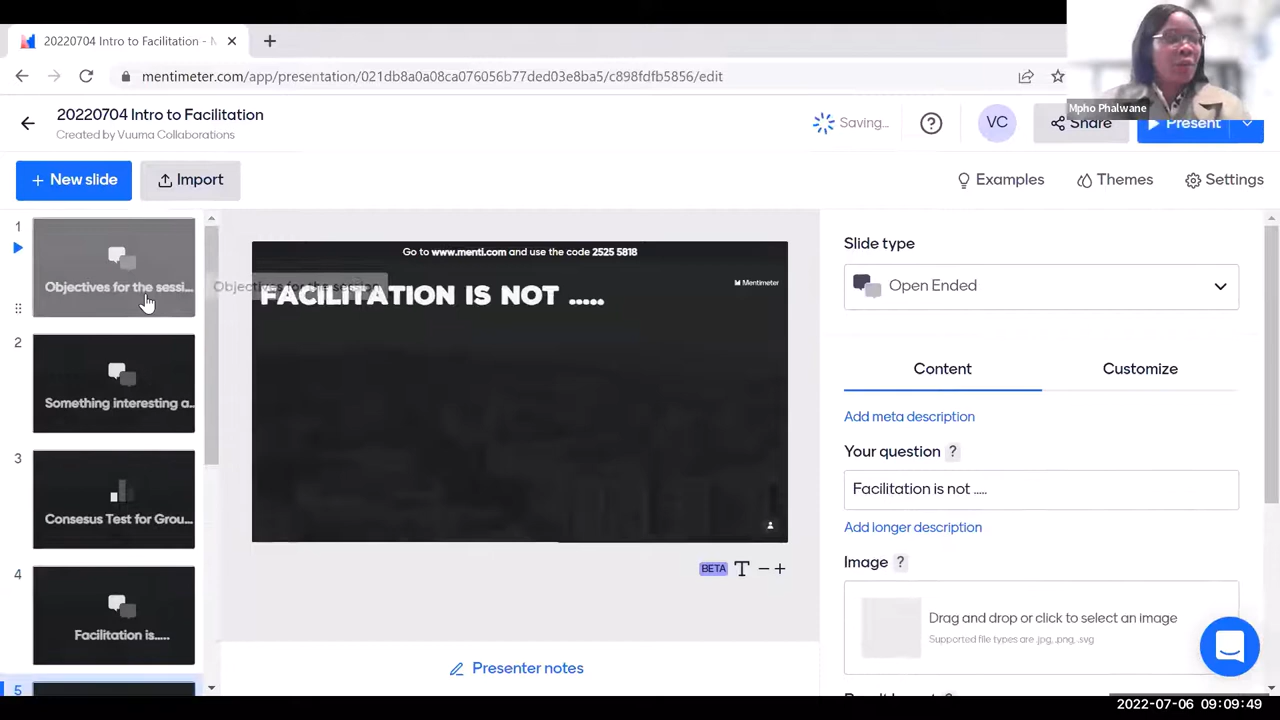 20220704 Intro to Facilitation -
mentimeter.com/app/presentation/021db8a0a08ca076056b77ded03e8ba5/c898fdfb5856/edit
Mpho Phalwane
20220704 Intro to Facilitation
Created by Vuuma Collaborations
Saving...
?
VC
Share
Present
+ New slide
Import
Examples
Themes
Settings
1
Objectives for the sessi...
2
Something interesting a..
3
Consesus Test for Grou...
4
Facilitation is.....
5
Go to www.menti.com and use the code 2525 5818
Mentimeter
Objectives for the session
FACILITATION IS NOT .....
BETA T − +
Presenter notes
Slide type
Open Ended
Content
Customize
Add meta description
Your question ?
Facilitation is not .....
Add longer description
Image ?
Drag and drop or click to select an image
Supported file types are .jpg, .png, .svg
2022-07-06 09:09:49